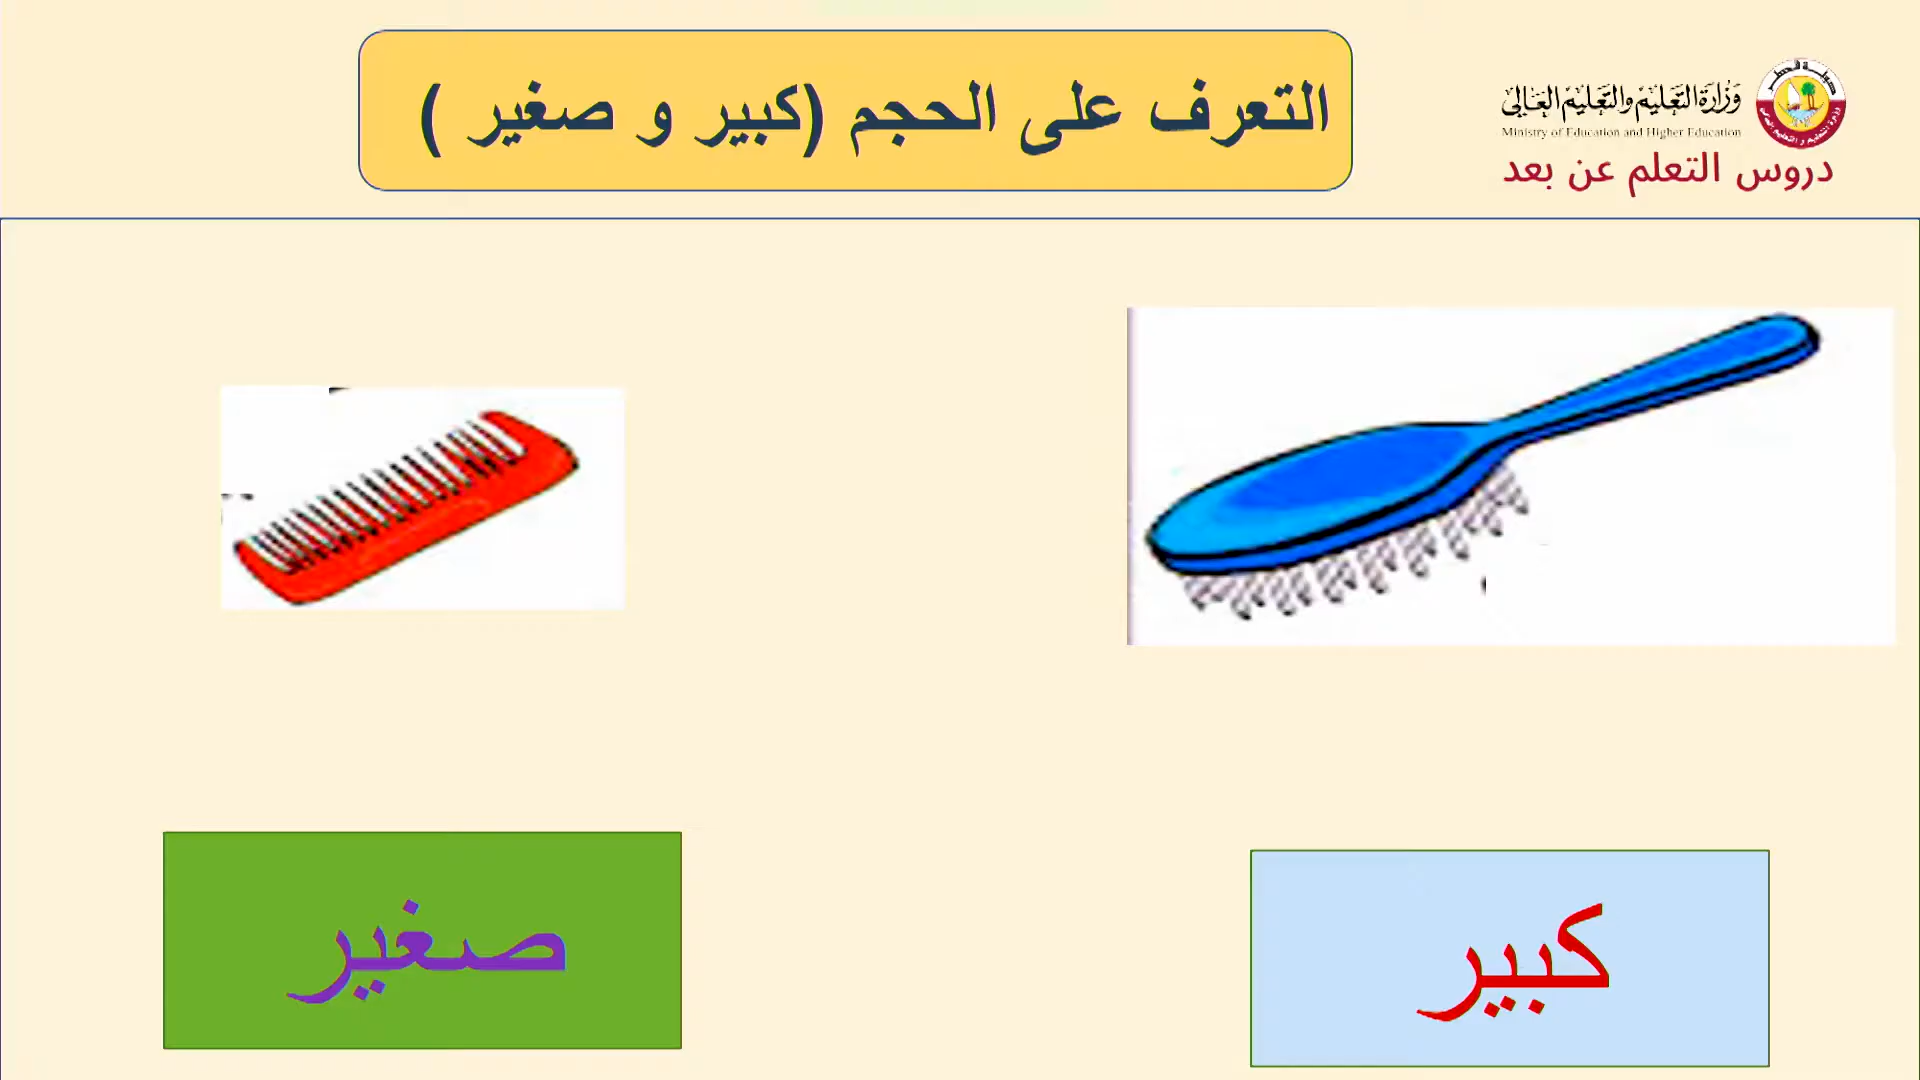 وزارة التعليم والتعليم العالي
Ministry of Education and Higher Education
دروس التعلم عن بعد
التعرف على الحجم (كبير و صغير )
كبير
صغير